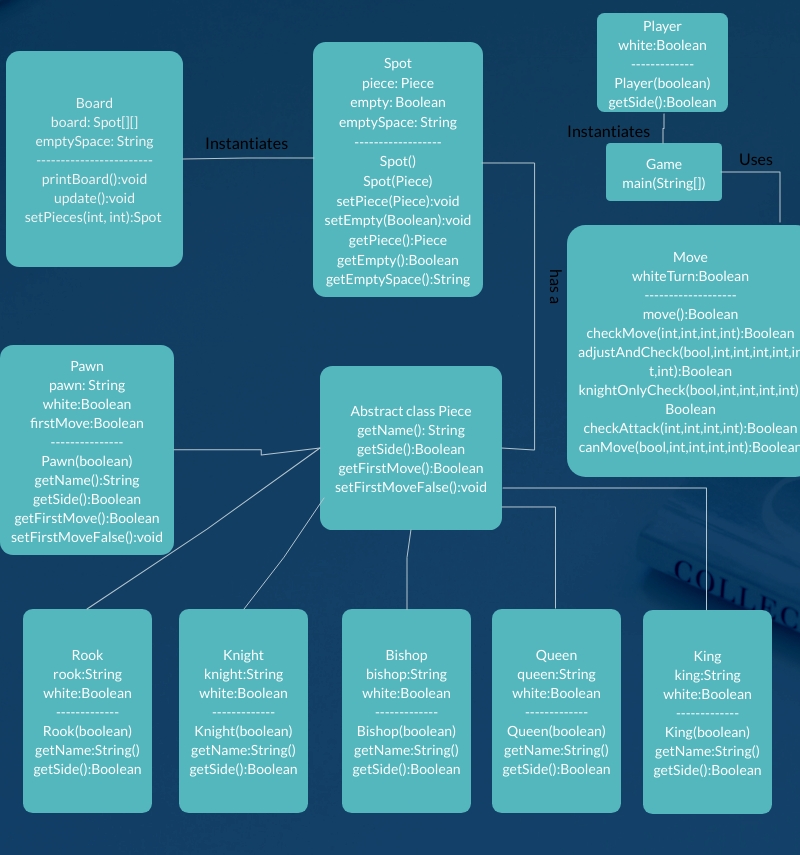 Player
white:Boolean
-------------
Player(boolean)
getSide():Boolean
Board
board: Spot[][]
emptySpace: String
------------------------
printBoard():void
update():void
setPieces(int, int):Spot
Instantiates
Spot
piece: Piece
empty: Boolean
emptySpace: String
------------------
Spot()
Spot(Piece)
setPiece(Piece):void
setEmpty(Boolean):void
getPiece():Piece
getEmpty():Boolean
getEmptySpace():String
Instantiates
Game
main(String[])
Uses
has a
Move
whiteTurn:Boolean
-------------------
move():Boolean
checkMove(int,int,int,int):Boolean
adjustAndCheck(bool,int,int,int,int,in
t,int):Boolean
knightOnlyCheck(bool,int,int,int,int)
Boolean
checkAttack(int,int,int,int):Boolean
canMove(bool,int,int,int,int):Boolean
Pawn
pawn: String
white:Boolean
firstMove:Boolean
---------------
Pawn(boolean)
getName():String
getSide():Boolean
getFirstMove():Boolean
setFirstMoveFalse():void
Abstract class Piece
getName(): String
getSide():Boolean
getFirstMove():Boolean
setFirstMoveFalse():void
COLLEC
Rook
rook:String
white:Boolean
-------------
Rook(boolean)
getName:String()
getSide():Boolean
Knight
knight:String
white:Boolean
-------------
Knight(boolean)
getName:String()
getSide():Boolean
Bishop
bishop:String
white:Boolean
-------------
Bishop(boolean)
getName:String()
getSide():Boolean
Queen
queen:String
white:Boolean
-------------
Queen(boolean)
getName:String()
getSide():Boolean
King
king:String
white:Boolean
-------------
King(boolean)
getName:String()
getSide():Boolean